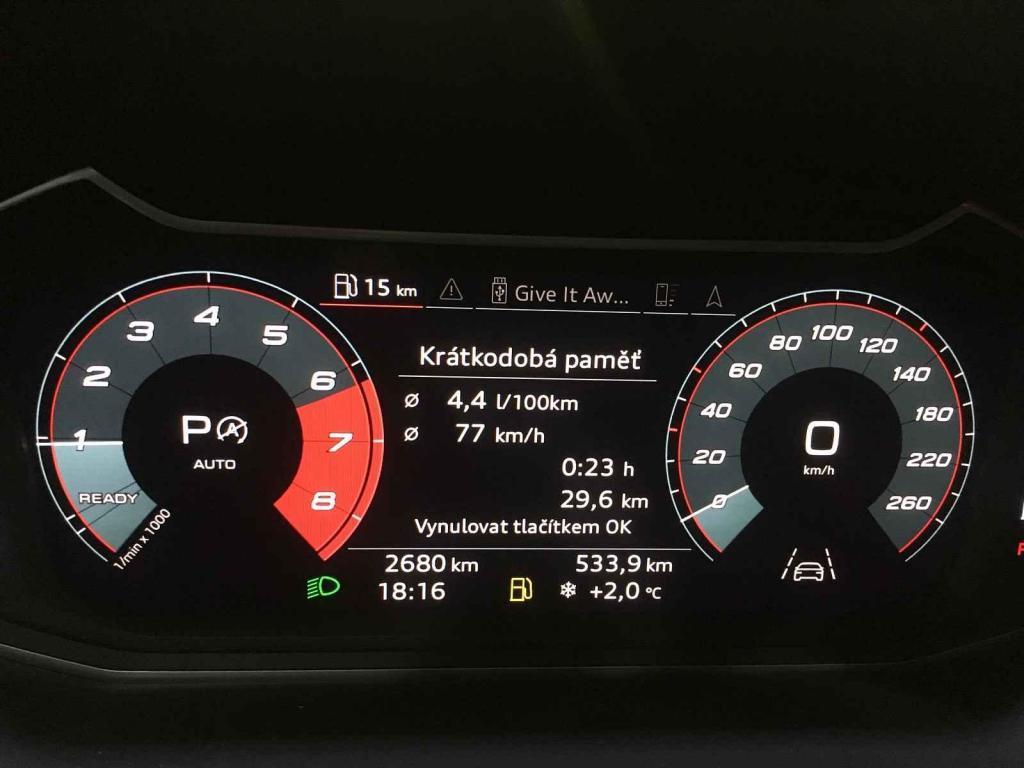 15 km
Give It Aw...
Krátkodobá paměť
ø 4,4 l/100km
ø 77 km/h
0:23 h
29,6 km
Vynulovat tlačítkem OK
2680 km 533,9 km
18:16 +2,0 °C
1 2 3 4 5 6 7 8
READY
1/min x 1000
P A
AUTO
0 20 40 60 80 100 120 140 180 220 260
0
km/h